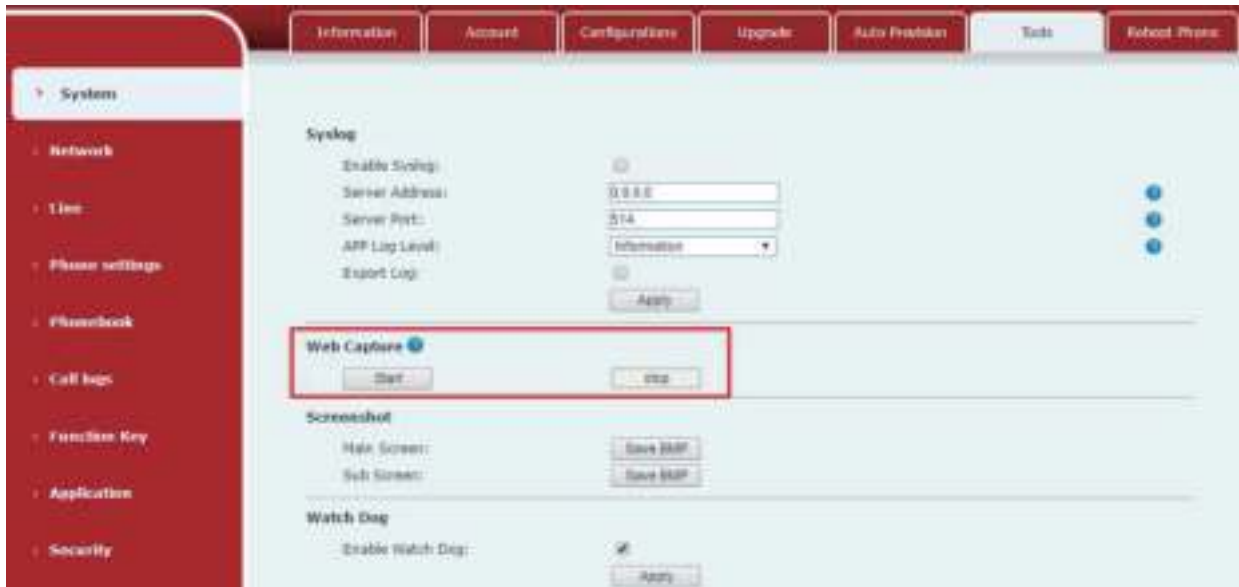 Information Account Configurations Upgrade Auto Provision Tools Reboot Phone
System
Network
Line
Phone settings
Phonebook
Call logs
Function Key
Application
Security
Syslog
Enable Syslog:
Server Address: 0.0.0.0
Server Port: 514
APP Log Level: Information
Export Log:
Apply
Web Capture
Start stop
Screenshot
Main Screen: Save BMP
Sub Screen: Save BMP
Watch Dog
Enable Watch Dog:
Apply